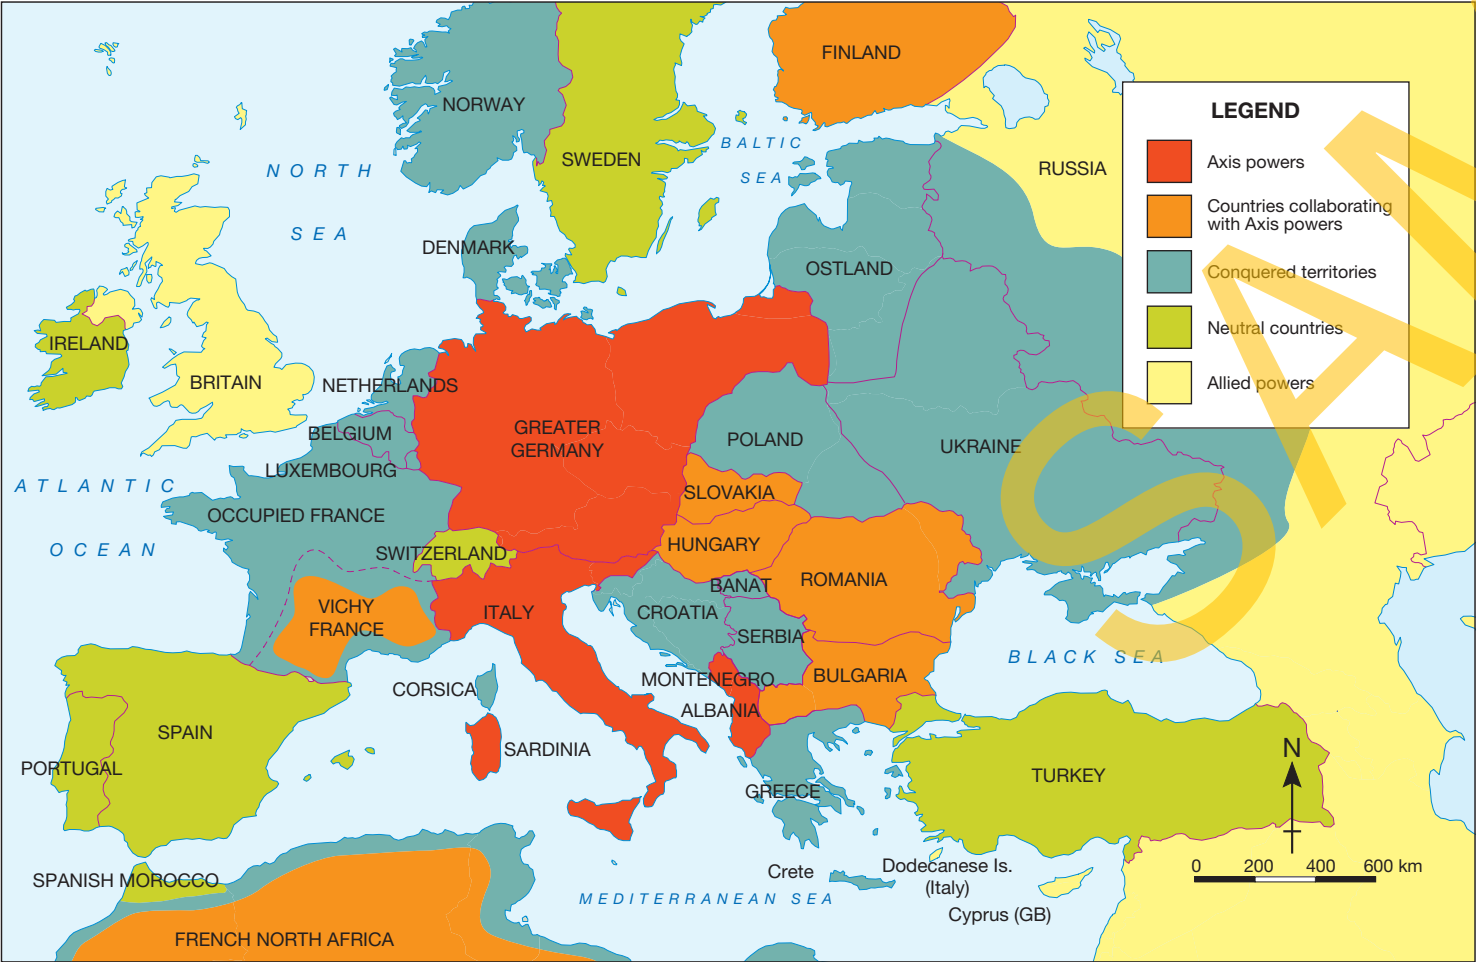 FINLAND
NORWAY
LEGEND
BALTIC
SEA
SWEDEN
RUSSIA
Axis powers
NORTH
SEA
Countries collaborating
with Axis powers
DENMARK
OSTLAND
Conquered territories
IRELAND
Neutral countries
BRITAIN
NETHERLANDS
Allied powers
BELGIUM
GREATER
GERMANY
POLAND
UKRAINE
LUXEMBOURG
ATLANTIC
OCEAN
SLOVAKIA
OCCUPIED FRANCE
SWITZERLAND
HUNGARY
ROMANIA
BANAT
VICHY
FRANCE
ITALY
CROATIA
SERBIA
BLACK SEA
MONTENEGRO
BULGARIA
CORSICA
ALBANIA
SPAIN
SARDINIA
PORTUGAL
N
TURKEY
GREECE
Crete
Dodecanese Is.
(Italy)
0 200 400 600 km
SPANISH MOROCCO
MEDITERRANEAN SEA
Cyprus (GB)
FRENCH NORTH AFRICA
SAM